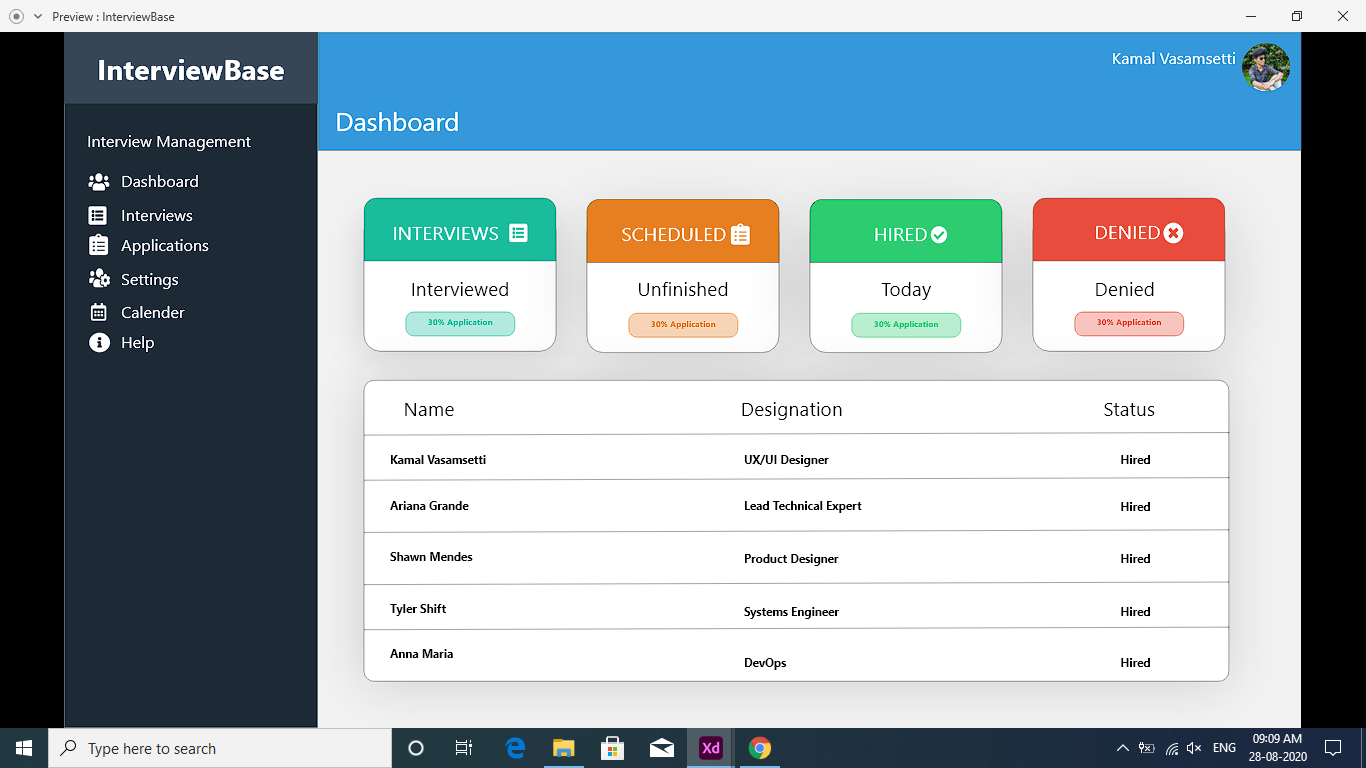 Preview : InterviewBase
InterviewBase
Kamal Vasamsetti
Dashboard
Interview Management
Dashboard
Interviews
Applications
Settings
Calender
Help
INTERVIEWS
Interviewed
30% Application
SCHEDULED
Unfinished
30% Application
HIRED
Today
30% Application
DENIED
Denied
30% Application
Name Designation Status
Kamal Vasamsetti UX/UI Designer Hired
Ariana Grande Lead Technical Expert Hired
Shawn Mendes Product Designer Hired
Tyler Shift Systems Engineer Hired
Anna Maria DevOps Hired
Type here to search
Xd
ENG
09:09 AM
28-08-2020